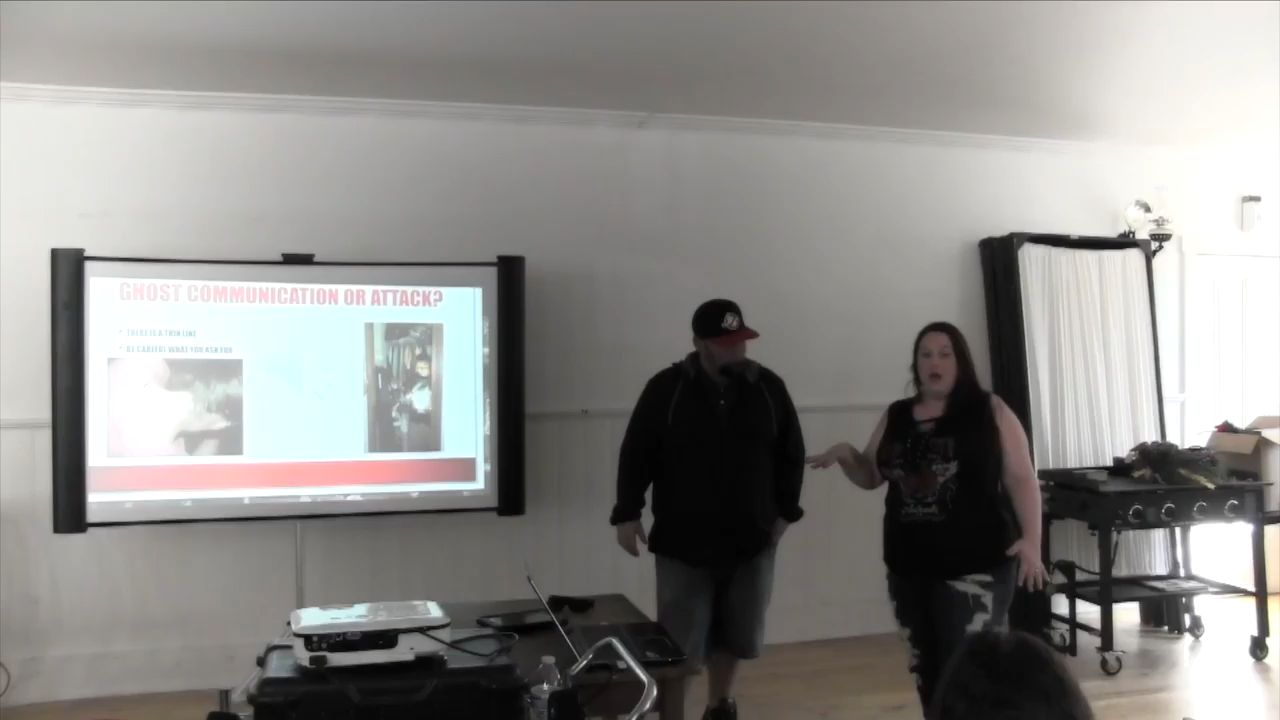 GHOST COMMUNICATION OR ATTACK?
• THERE IS A THIN LINE
• BE CAREFUL WHAT YOU ASK FOR